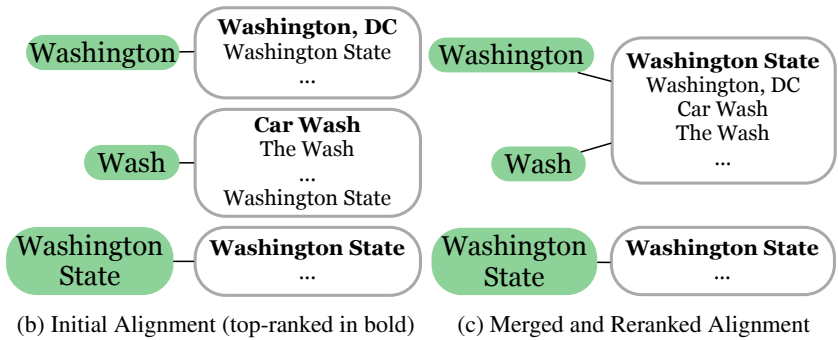 Washington
Washington, DC
Washington State
...
Wash
Car Wash
The Wash
...
Washington State
Washington
State
Washington State
...
(b) Initial Alignment (top-ranked in bold)
Washington
Wash
Washington State
Washington, DC
Car Wash
The Wash
...
Washington
State
Washington State
...
(c) Merged and Reranked Alignment